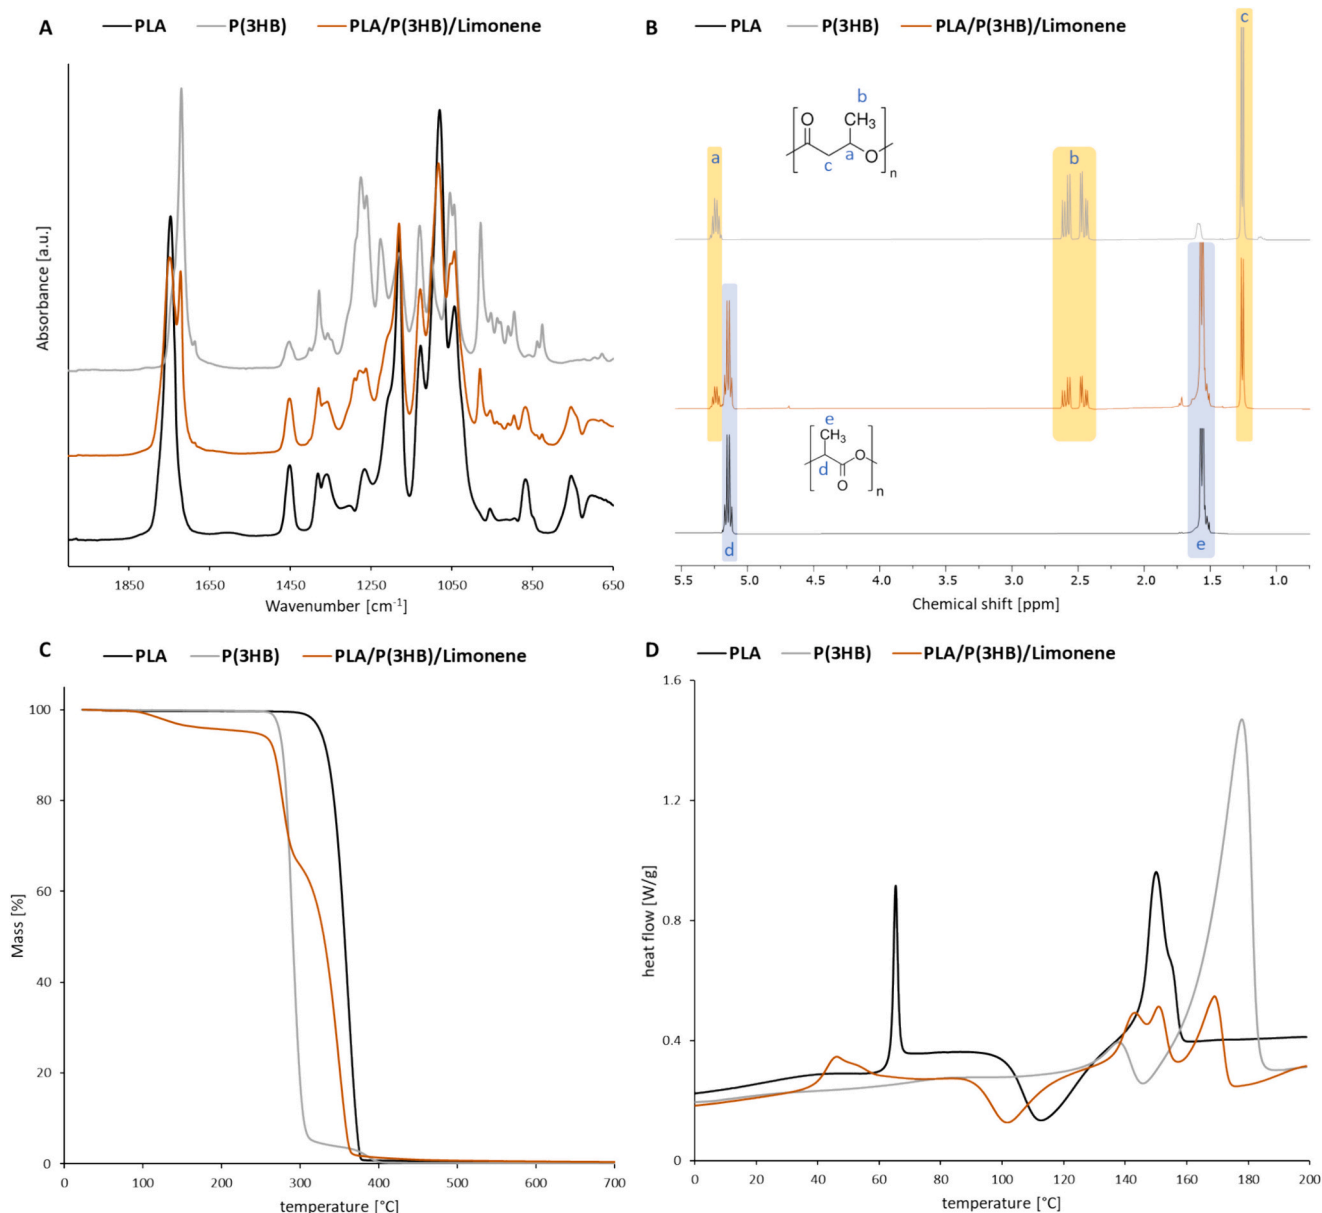 A
PLA P(3HB) PLA/P(3HB)/Limonene
Absorbance [a.u.]
1850 1650 1450 1250 1050 850 650
Wavenumber [cm-1]
B
PLA P(3HB) PLA/P(3HB)/Limonene
c
b
a
b
O
CH3
a
O
c
n
e
CH3
O
d
O
n
d
e
5.5 5.0 4.5 4.0 3.5 3.0 2.5 2.0 1.5 1.0
Chemical shift [ppm]
C
PLA P(3HB) PLA/P(3HB)/Limonene
Mass [%]
100
80
60
40
20
0
0 100 200 300 400 500 600 700
temperature [°C]
D
PLA P(3HB) PLA/P(3HB)/Limonene
heat flow [W/g]
1.6
1.2
0.8
0.4
0
0 20 40 60 80 100 120 140 160 180 200
temperature [°C]